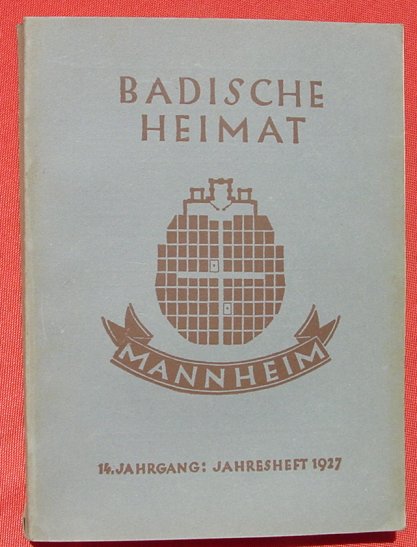 BADISCHE
HEIMAT
MANNHEIM
14. JAHRGANG: JAHRESHEFT 1927